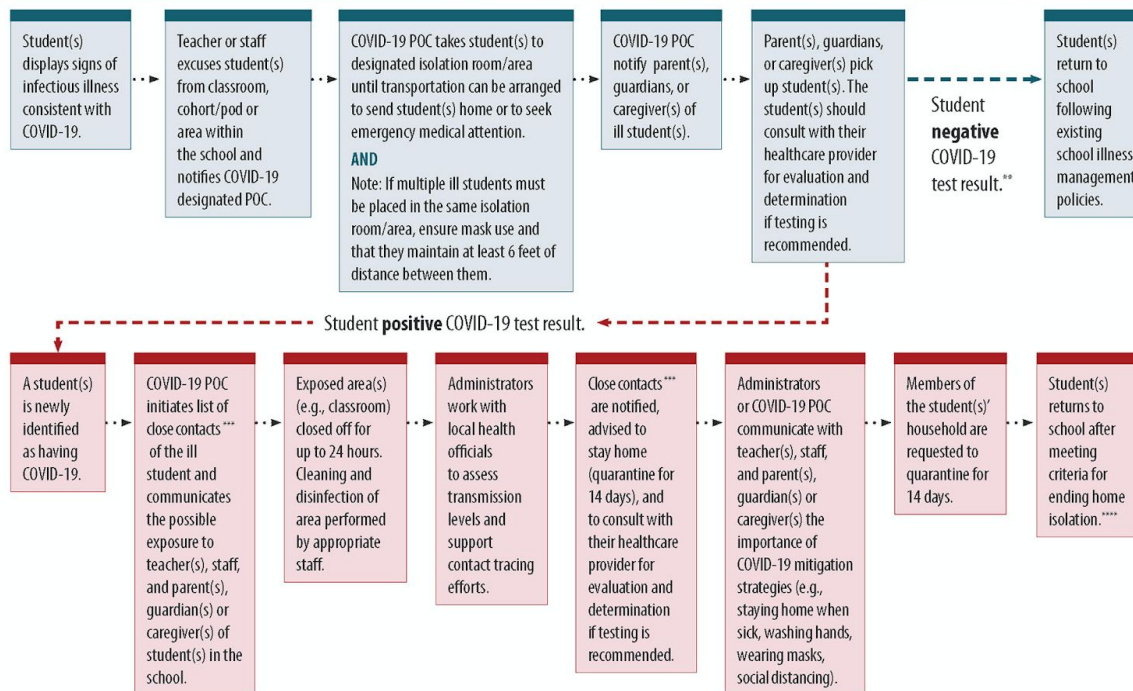 Student(s)
displays signs of
infectious illness
consistent with
COVID-19.
Teacher or staff
excuses student(s)
from classroom,
cohort/pod or
area within
the school and
notifies COVID-19
designated POC.
COVID-19 POC takes student(s) to
designated isolation room/area
until transportation can be arranged
to send student(s) home or to seek
emergency medical attention.
AND
Note: If multiple ill students must
be placed in the same isolation
room/area, ensure mask use and
that they maintain at least 6 feet of
distance between them.
COVID-19 POC
notify parent(s),
guardians, or
caregiver(s) of
ill student(s).
Parent(s), guardians,
or caregiver(s) pick
up student(s). The
student(s) should
consult with their
healthcare provider
for evaluation and
determination
if testing is
recommended.
Student
negative
COVID-19
test result.**
Student(s)
return to
school
following
existing
school illness
management
policies.
Student positive COVID-19 test result.
A student(s)
is newly
identified
as having
COVID-19.
COVID-19 POC
initiates list of
close contacts***
of the ill
student and
communicates
the possible
exposure to
teacher(s), staff,
and parent(s),
guardian(s) or
caregiver(s) of
student(s) in the
school.
Exposed area(s)
(e.g., classroom)
closed off for
up to 24 hours.
Cleaning and
disinfection of
area performed
by appropriate
staff.
Administrators
work with
local health
officials
to assess
transmission
levels and
support
contact tracing
efforts.
Close contacts***
are notified,
advised to
stay home
(quarantine for
14 days), and
to consult with
their healthcare
provider for
evaluation and
determination
if testing is
recommended.
Administrators
or COVID-19 POC
communicate with
teacher(s), staff,
and parent(s),
guardian(s) or
caregiver(s) the
importance of
COVID-19 mitigation
strategies (e.g.,
staying home when
sick, washing hands,
wearing masks,
social distancing).
Members of
the student(s)'
household are
requested to
quarantine for
14 days.
Student(s)
returns to
school after
meeting
criteria for
ending home
isolation.****